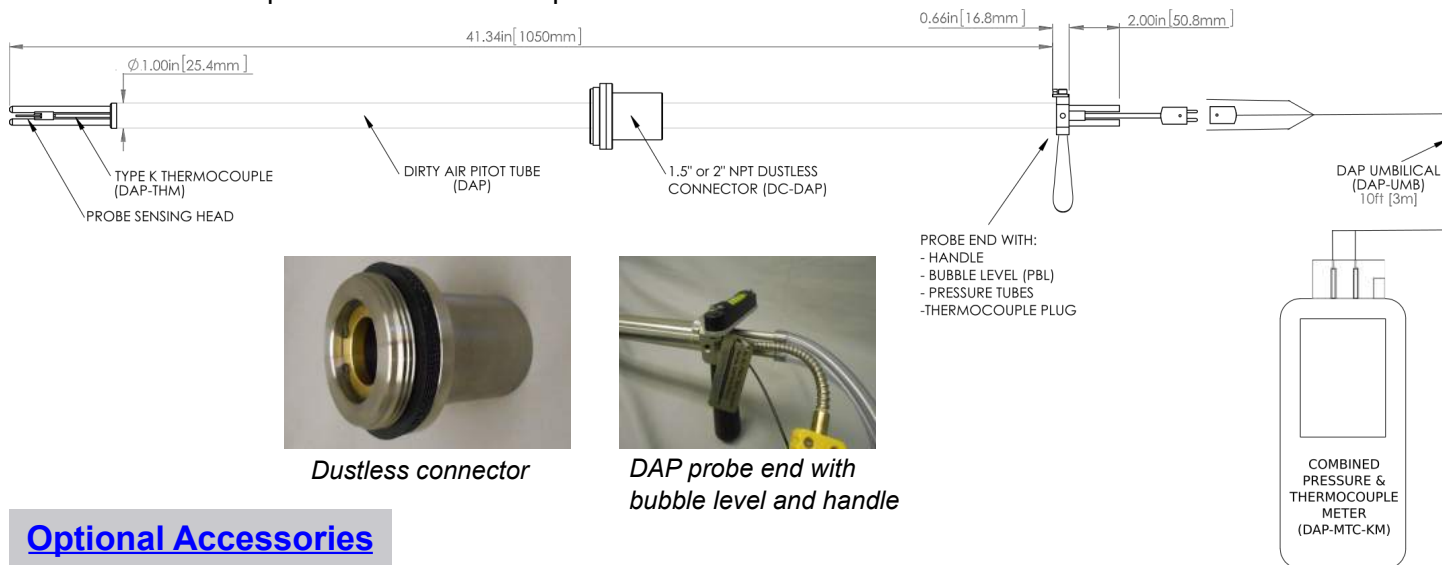 0.66in[16.8mm]
2.00in[50.8mm]
41.34in[1050mm]
Ø1.00in[25.4mm]
TYPE K THERMOCOUPLE
(DAP-THM)
PROBE SENSING HEAD
DIRTY AIR PITOT TUBE
(DAP)
1.5" or 2" NPT DUSTLESS
CONNECTOR (DC-DAP)
DAP UMBILICAL
(DAP-UMB)
10ft [3m]
PROBE END WITH:
- HANDLE
- BUBBLE LEVEL (PBL)
- PRESSURE TUBES
-THERMOCOUPLE PLUG
Dustless connector
DAP probe end with
bubble level and handle
COMBINED
PRESSURE &
THERMOCOUPLE
METER
(DAP-MTC-KM)
Optional Accessories